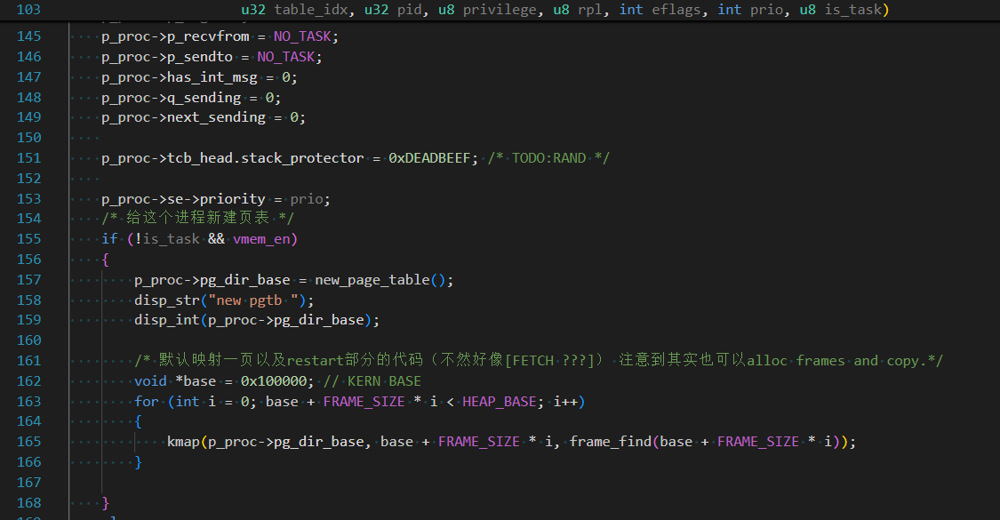 103 u32 table_idx, u32 pid, u8 privilege, u8 rpl, int eflags, int prio, u8 is_task)
145 p_proc->p_recvfrom = NO_TASK;
146 p_proc->p_sendto = NO_TASK;
147 p_proc->has_int_msg = 0;
148 p_proc->q_sending = 0;
149 p_proc->next_sending = 0;
150
151 p_proc->tcb_head.stack_protector = 0xDEADBEEF; /* TODO:RAND */
152
153 p_proc->se->priority = prio;
154 /* 给这个进程新建页表 */
155 if (!is_task && vmem_en)
156 {
157 p_proc->pg_dir_base = new_page_table();
158 disp_str("new pgtb ");
159 disp_int(p_proc->pg_dir_base);
160
161 /* 默认映射一页以及restart部分的代码（不然好像[FETCH ???]） 注意到其实也可以alloc frames and copy.*/
162 void *base = 0x100000; // KERN BASE
163 for (int i = 0; base + FRAME_SIZE * i < HEAP_BASE; i++)
164 {
165 kmap(p_proc->pg_dir_base, base + FRAME_SIZE * i, frame_find(base + FRAME_SIZE * i));
166 }
167
168 }